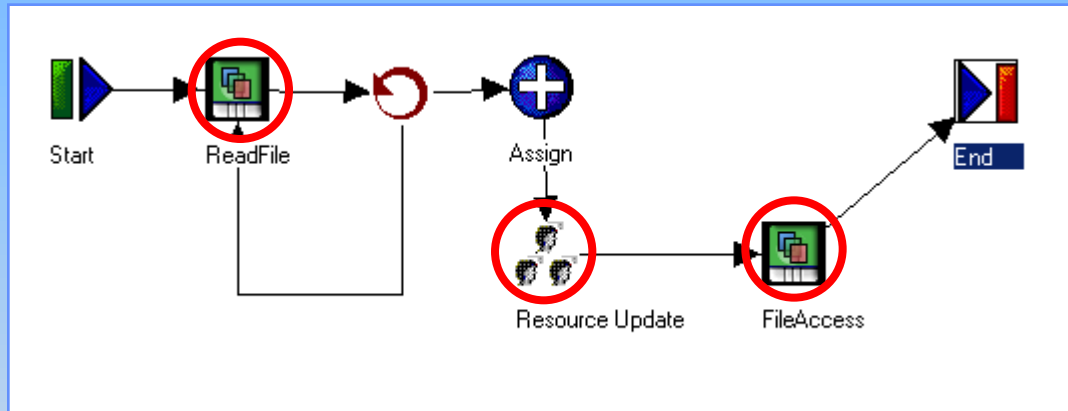 Start
ReadFile
Assign
End
Resource Update
FileAccess